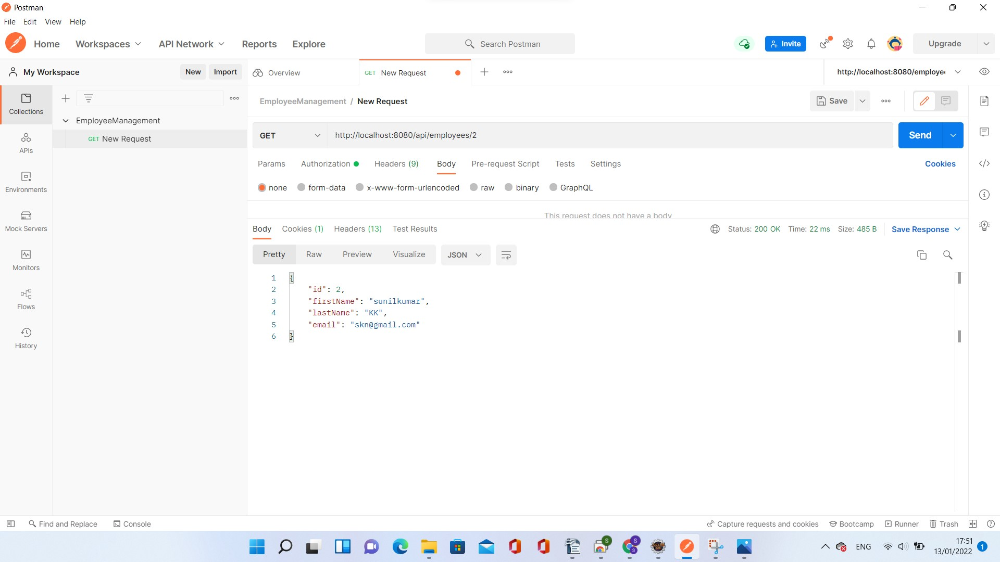 Postman
File Edit View Help
Home Workspaces API Network Reports Explore Search Postman Invite Upgrade
My Workspace New Import Overview GET New Request http://localhost:8080/employe
EmployeeManagement / New Request Save
Collections
EmployeeManagement
GET New Request
APIs
Environments
Mock Servers
Monitors
Flows
History
GET http://localhost:8080/api/employees/2 Send
Params Authorization Headers (9) Body Pre-request Script Tests Settings Cookies
none form-data x-www-form-urlencoded raw binary GraphQL
This request does not have a body
Body Cookies (1) Headers (13) Test Results Status: 200 OK Time: 22 ms Size: 485 B Save Response
Pretty Raw Preview Visualize JSON
1 {
2 "id": 2,
3 "firstName": "sunilkumar",
4 "lastName": "KK",
5 "email": "skn@gmail.com"
6 }
Find and Replace Console Capture requests and cookies Bootcamp Runner Trash
ENG 17:51
13/01/2022 1